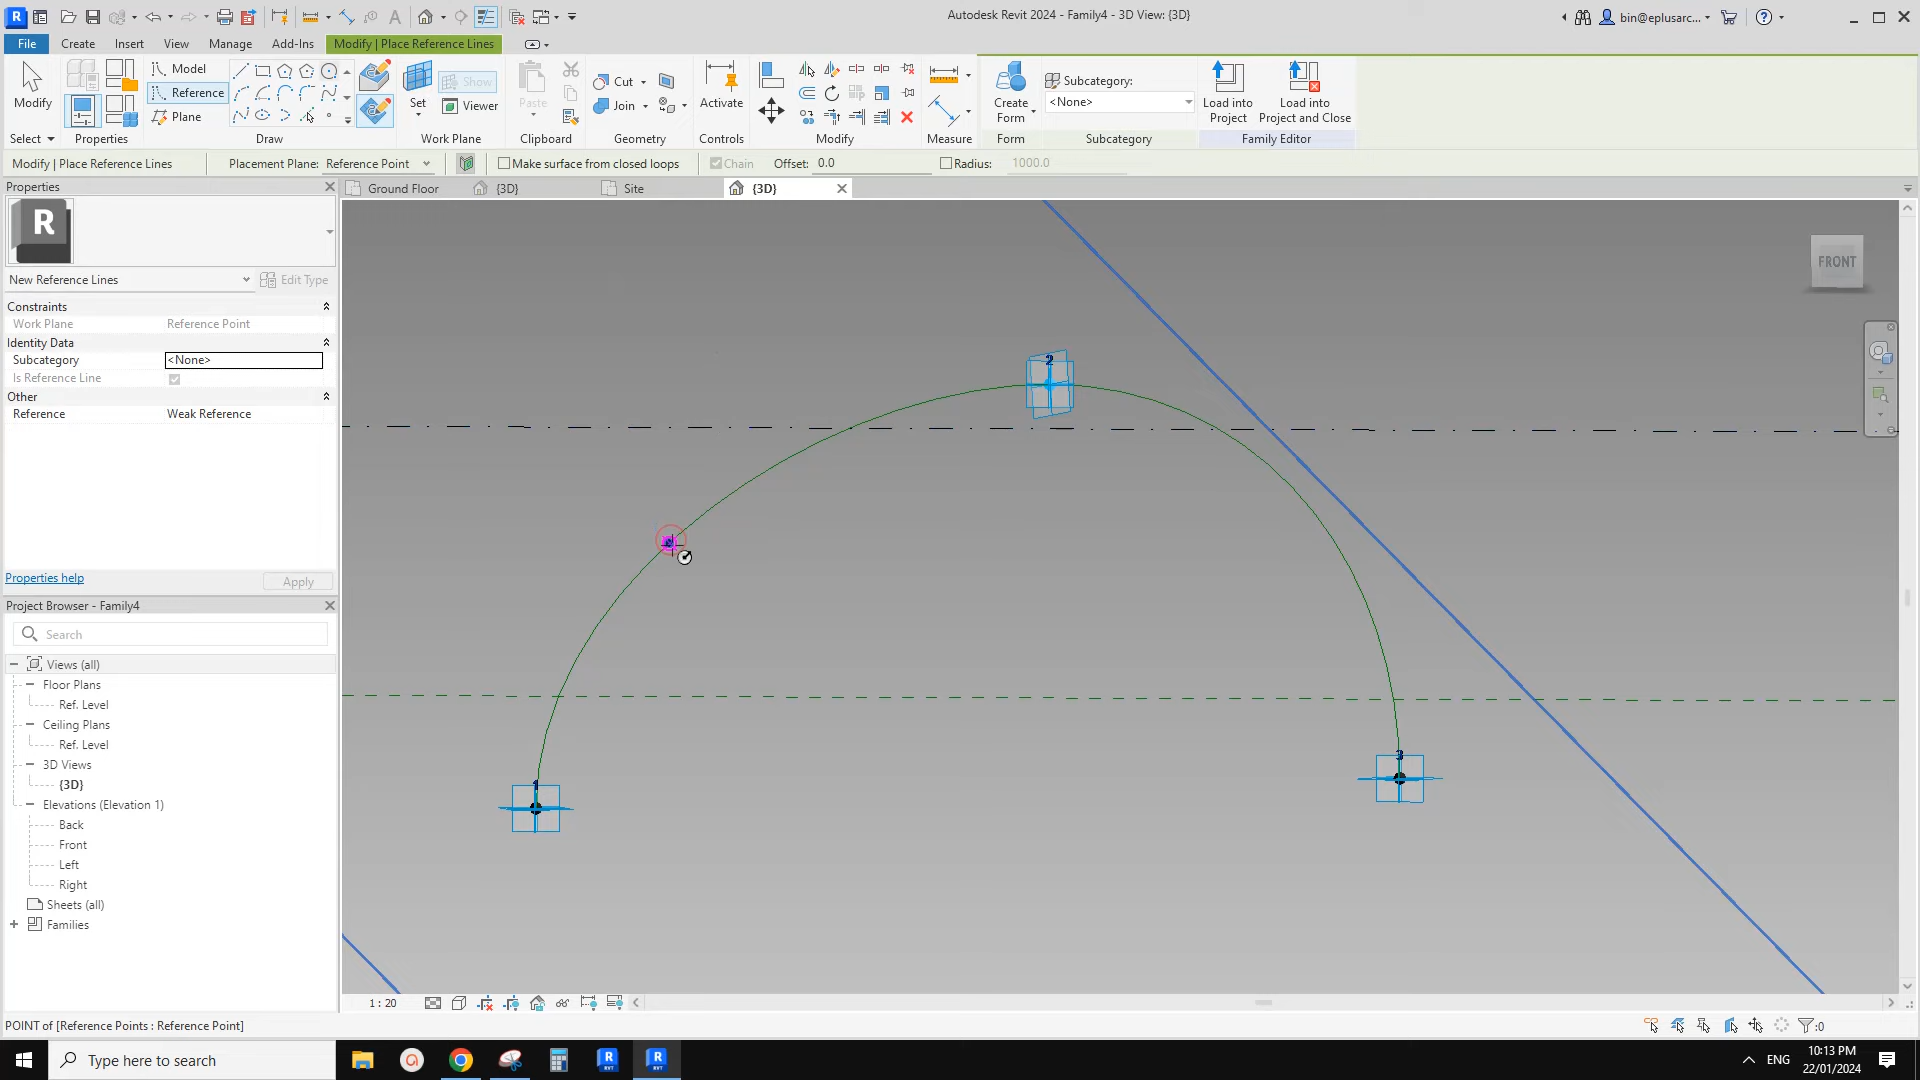 Autodesk Revit 2024 - Family4 - 3D View: {3D}
bin@eplusarc...
File
Create
Insert
View
Manage
Add-Ins
Modify | Place Reference Lines
Modify
Select
Properties
Model
Reference
Plane
Draw
Set
Show
Viewer
Work Plane
Paste
Clipboard
Cut
Join
Geometry
Activate
Controls
Modify
Measure
Create
Form
Form
Subcategory:
<None>
Subcategory
Load into
Project
Load into
Project and Close
Family Editor
Modify | Place Reference Lines
Placement Plane: Reference Point
Make surface from closed loops
Chain
Offset: 0.0
Radius: 1000.0
Properties
Ground Floor
{3D}
Site
{3D}
R
New Reference Lines
Edit Type
Constraints
Work Plane
Reference Point
Identity Data
Subcategory
<None>
Is Reference Line
Other
Reference
Weak Reference
Properties help
Apply
Project Browser - Family4
Search
Views (all)
Floor Plans
Ref. Level
Ceiling Plans
Ref. Level
3D Views
{3D}
Elevations (Elevation 1)
Back
Front
Left
Right
Sheets (all)
Families
FRONT
2
1
3
1 : 20
POINT of [Reference Points : Reference Point]
:0
Type here to search
ENG
10:13 PM
22/01/2024